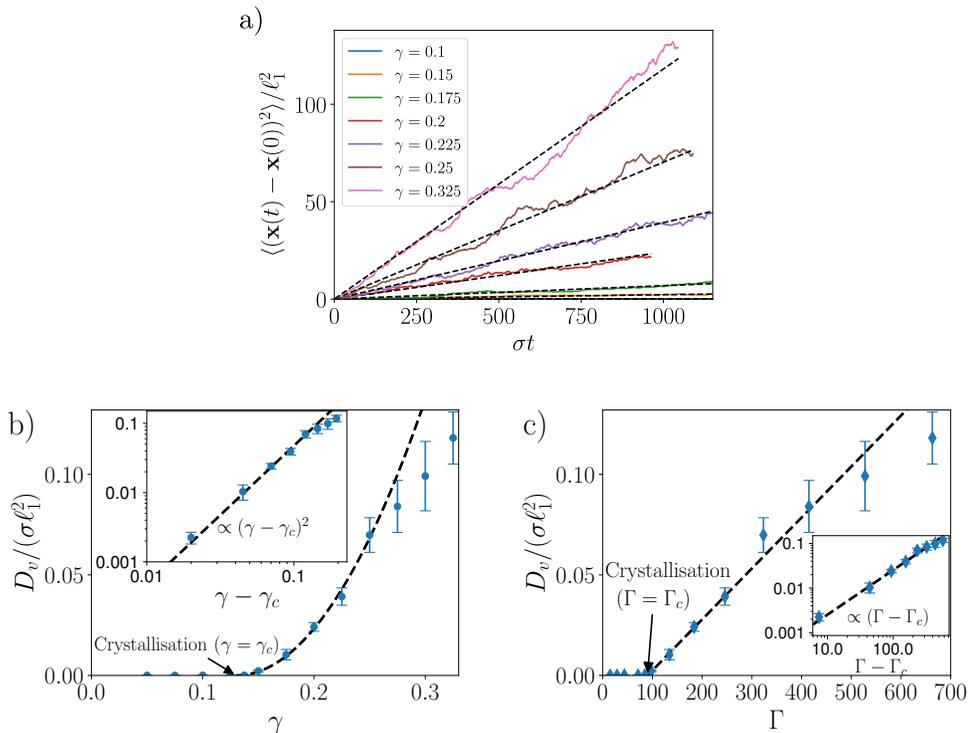 a)
⟨(x(t) − x(0))²⟩/ℓ₁²
100
50
0
γ = 0.1
γ = 0.15
γ = 0.175
γ = 0.2
γ = 0.225
γ = 0.25
γ = 0.325
0 250 500 750 1000
σt
b)
D_v/(σℓ₁²)
0.10
0.05
0.00
0.1
0.01
0.001
0.01 0.1
∝ (γ − γ_c)²
γ − γ_c
Crystallisation (γ = γ_c)
0.0 0.1 0.2 0.3
γ
c)
D_v/(σℓ₁²)
0.10
0.05
0.00
Crystallisation
(Γ = Γ_c)
0.1
0.01
0.001
∝ (Γ − Γ_c)
10.0 100.0
Γ − Γ_c
0 100 200 300 400 500 600 700
Γ